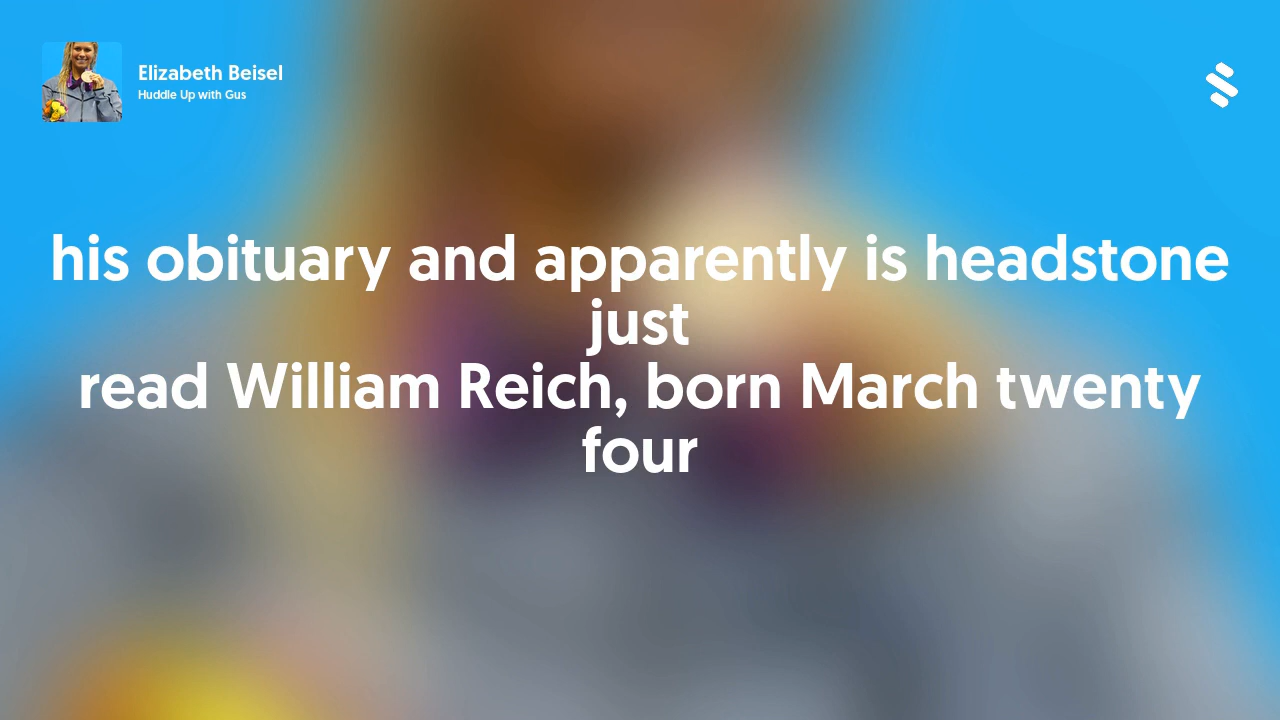 Elizabeth Beisel
Huddle Up with Gus
his obituary and apparently is headstone
just
read William Reich, born March twenty
four